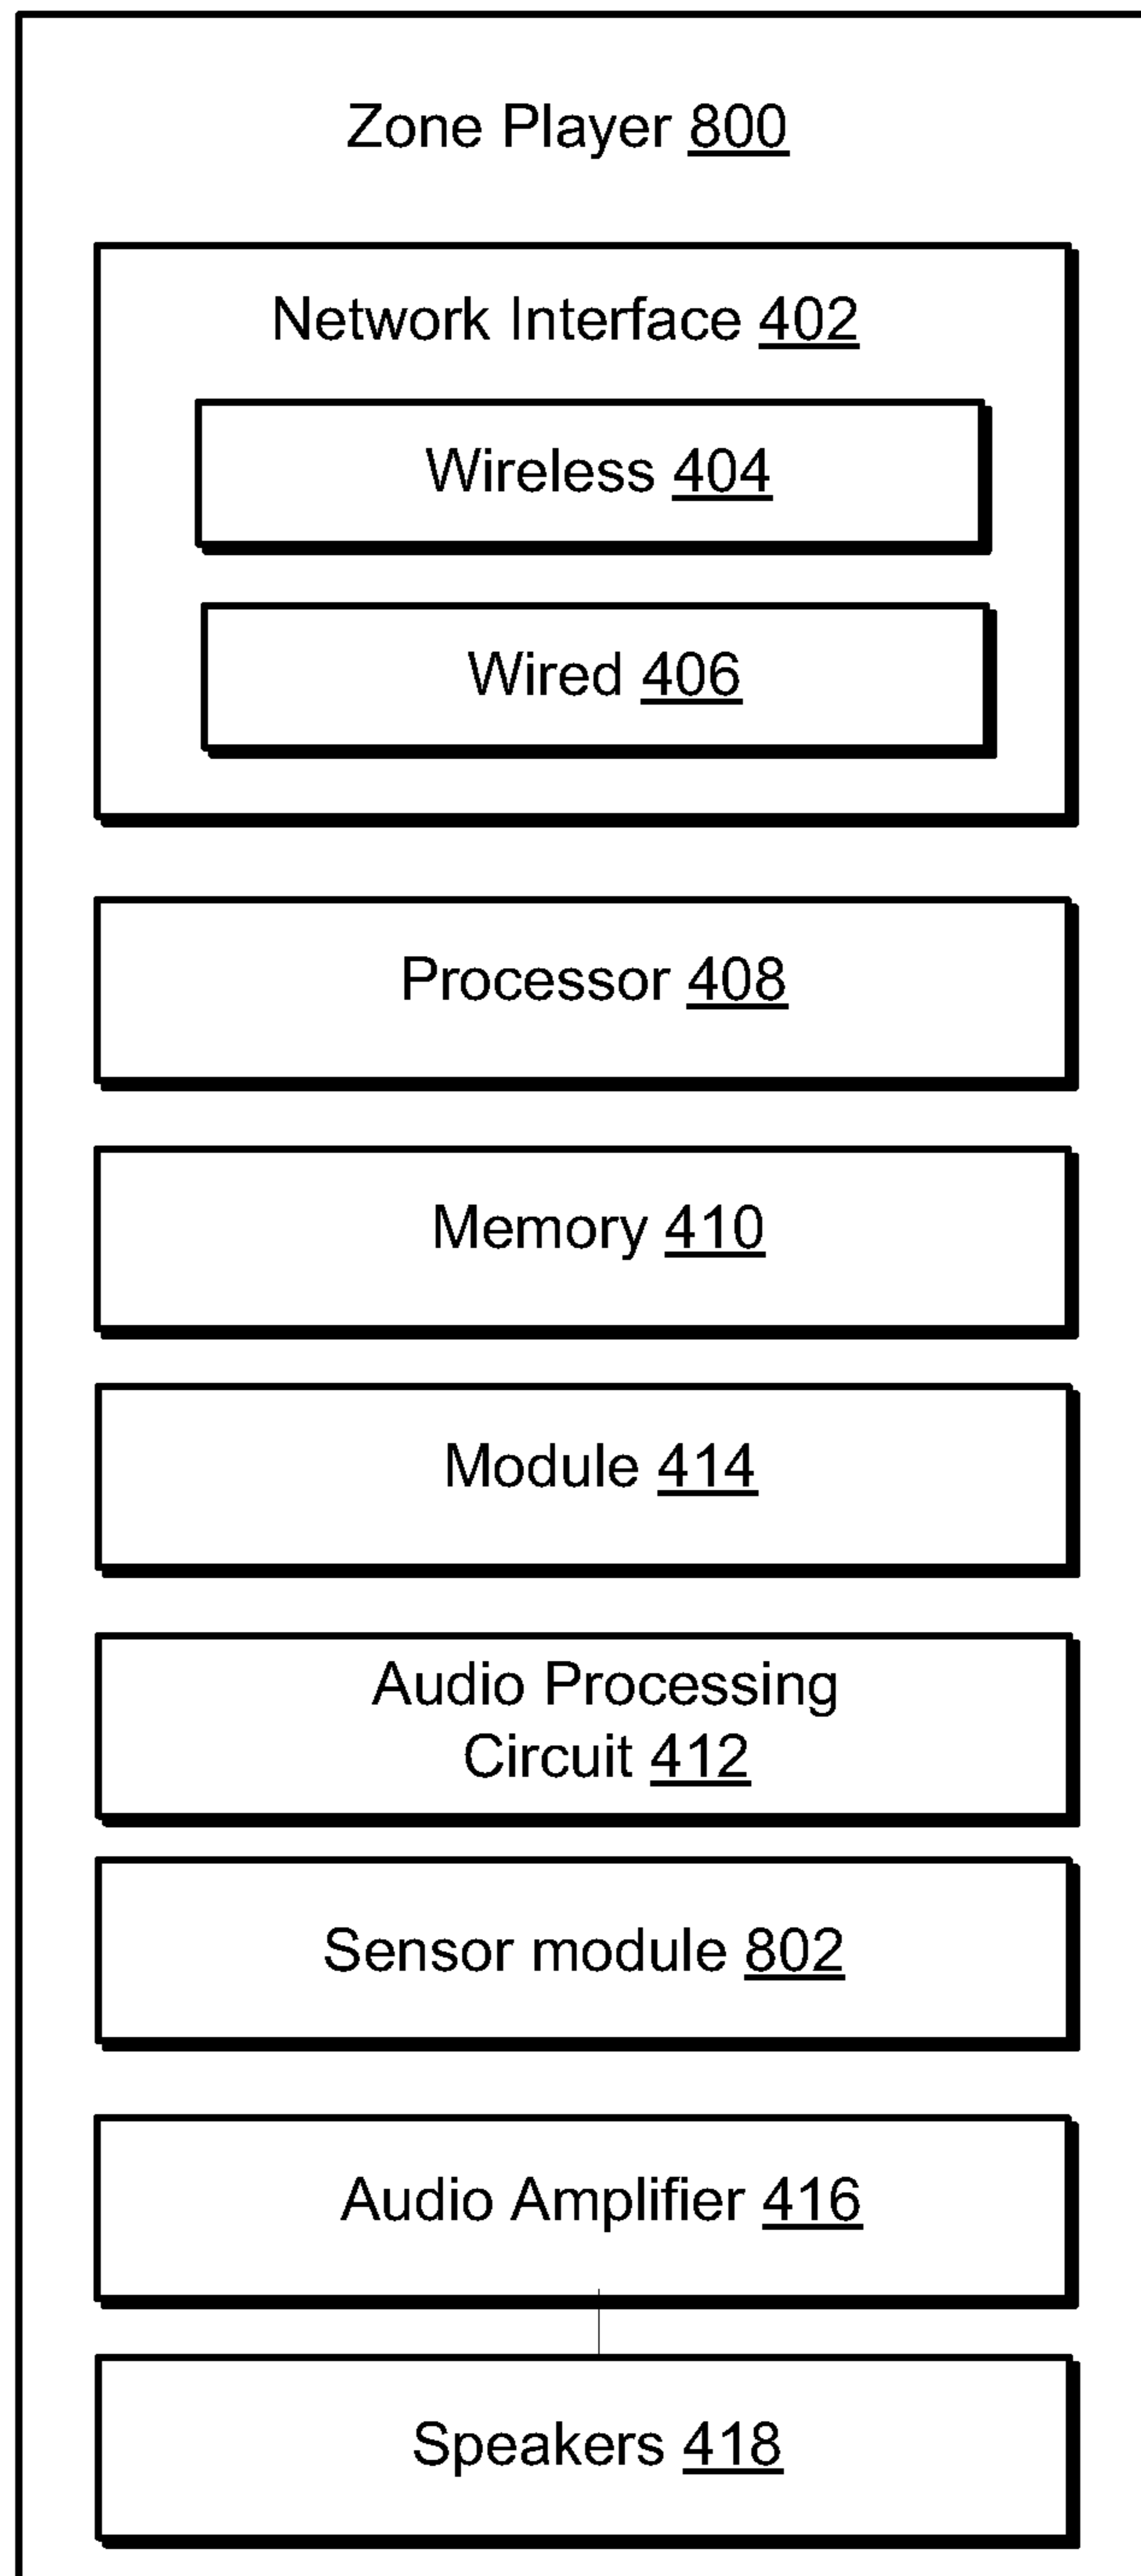 Zone Player 800
Network Interface 402
Wireless 404
Wired 406
Processor 408
Memory 410
Module 414
Audio Processing
Circuit 412
Sensor module 802
Audio Amplifier 416
Speakers 418